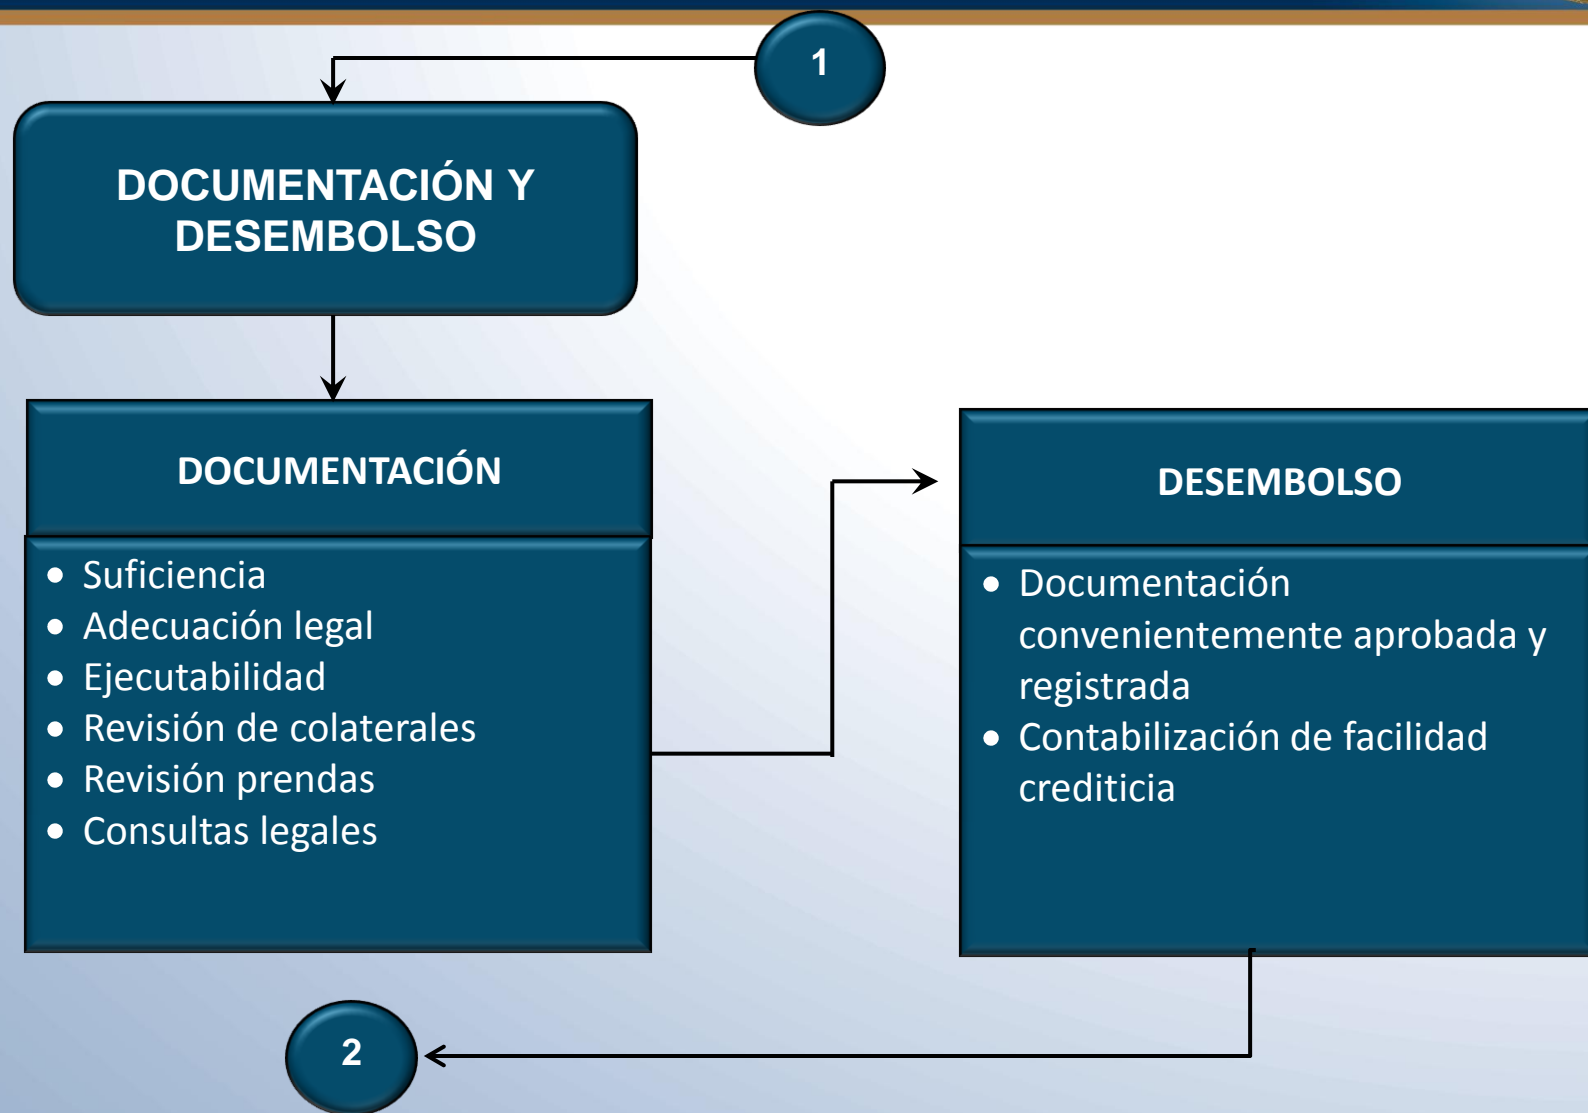 1
DOCUMENTACIÓN Y
DESEMBOLSO
DOCUMENTACIÓN
• Suficiencia
• Adecuación legal
• Ejecutabilidad
• Revisión de colaterales
• Revisión prendas
• Consultas legales
DESEMBOLSO
• Documentación
convenientemente aprobada y
registrada
• Contabilización de facilidad
crediticia
2